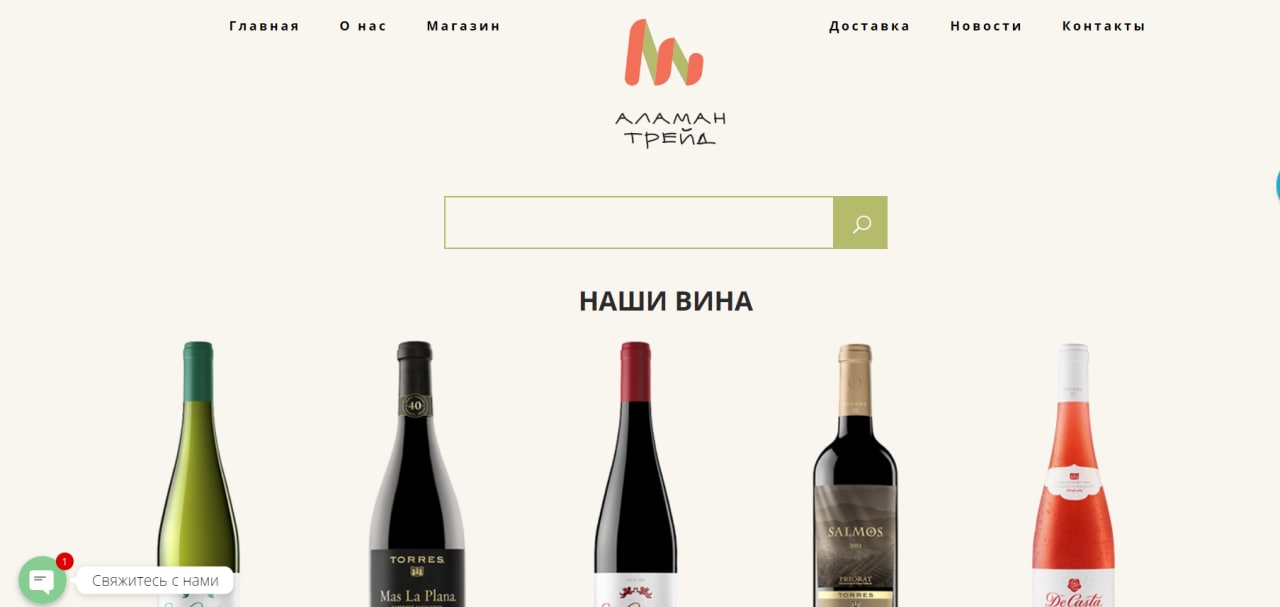 Главная
О нас
Магазин
Доставка
Новости
Контакты
АЛАМАН
ТРЕЙД
НАШИ ВИНА
40
TORRES
Mas La Plana
SALMOS
2012
PRIORAT
TORRES
De Casta
1
Свяжитесь с нами